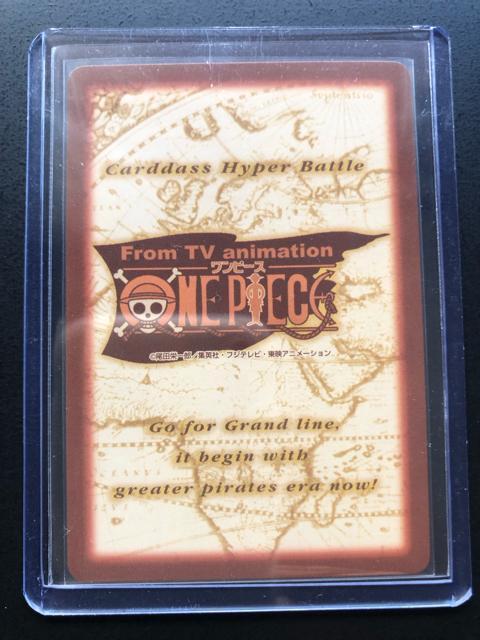 Septentrio
Carddass Hyper Battle
From TV animation
ワンピース
ONE PIECE
©尾田栄一郎／集英社・フジテレビ・東映アニメーション
Go for Grand line,
it begin with
greater pirates era now!